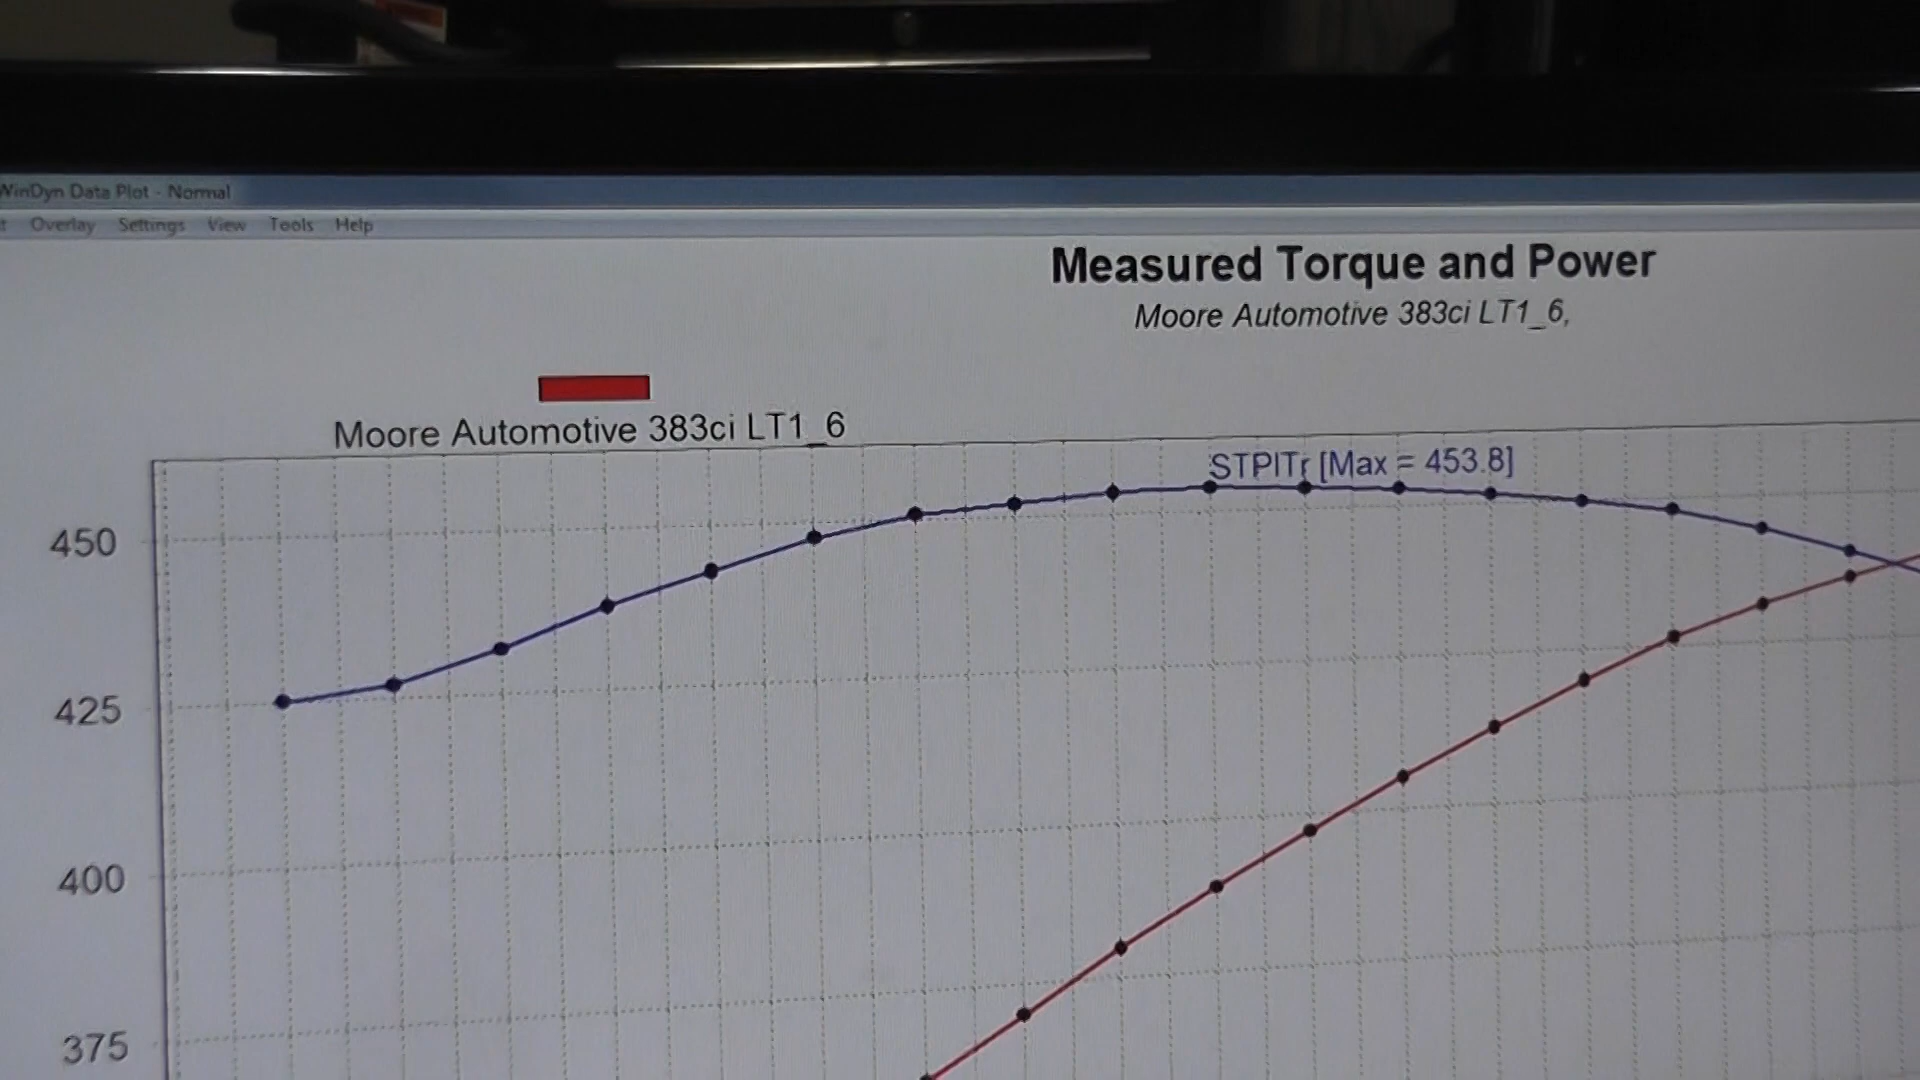 WinDyn Data Plot - Normal
Overlay Settings View Tools Help
Measured Torque and Power
Moore Automotive 383ci LT1_6,
Moore Automotive 383ci LT1_6
STPITr [Max = 453.8]
450
425
400
375